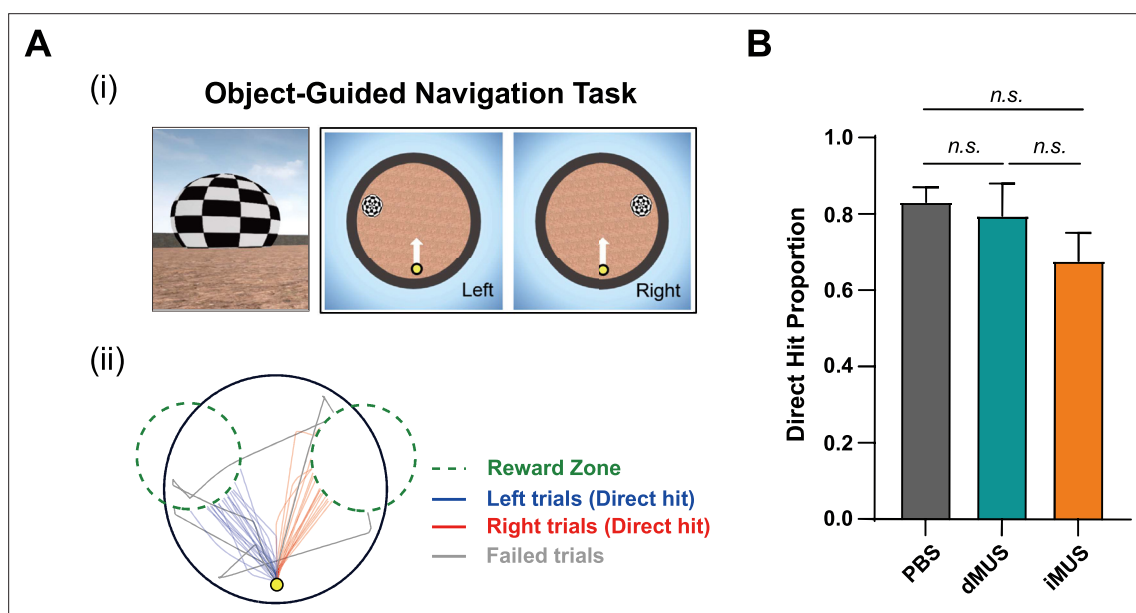 A
(i)
Object-Guided Navigation Task
Left
Right
(ii)
Reward Zone
Left trials (Direct hit)
Right trials (Direct hit)
Failed trials
B
n.s.
n.s.
n.s.
Direct Hit Proportion
1.0
0.8
0.6
0.4
0.2
0.0
PBS
dMUS
iMUS